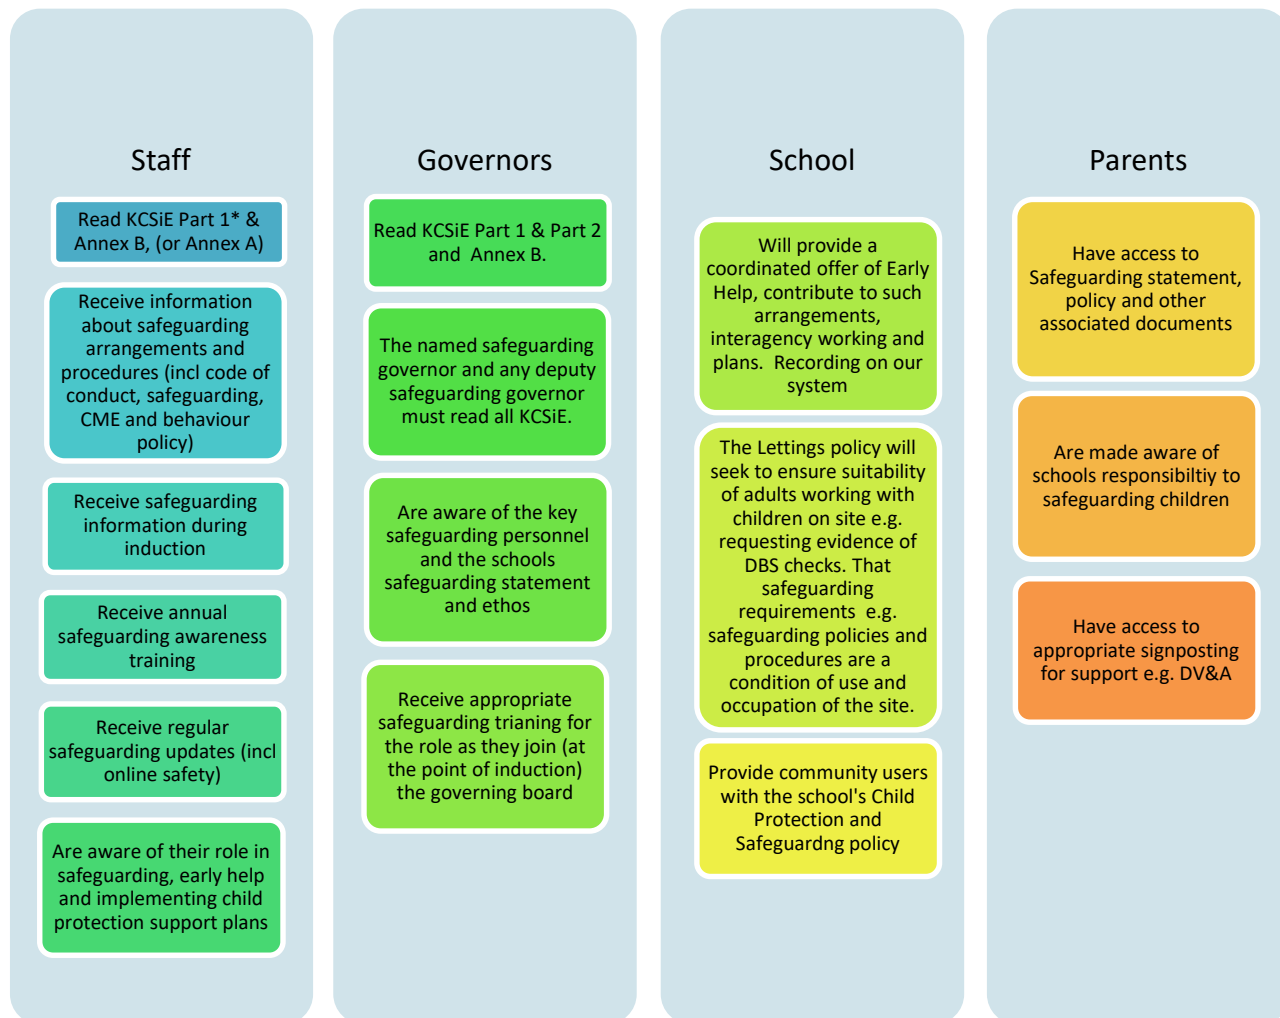 Staff
Read KCSiE Part 1* &
Annex B, (or Annex A)
Receive information
about safeguarding
arrangements and
procedures (incl code of
conduct, safeguarding,
CME and behaviour
policy)
Receive safeguarding
information during
induction
Receive annual
safeguarding awareness
training
Receive regular
safeguarding updates (incl
online safety)
Are aware of their role in
safeguarding, early help
and implementing child
protection support plans
Governors
Read KCSiE Part 1 & Part 2
and Annex B.
The named safeguarding
governor and any deputy
safeguarding governor
must read all KCSiE.
Are aware of the key
safeguarding personnel
and the schools
safeguarding statement
and ethos
Receive appropriate
safeguarding trianing for
the role as they join (at
the point of induction)
the governing board
School
Will provide a
coordinated offer of Early
Help, contribute to such
arrangements,
interagency working and
plans. Recording on our
system
The Lettings policy will
seek to ensure suitability
of adults working with
children on site e.g.
requesting evidence of
DBS checks. That
safeguarding
requirements e.g.
safeguarding policies and
procedures are a
condition of use and
occupation of the site.
Provide community users
with the school's Child
Protection and
Safeguardng policy
Parents
Have access to
Safeguarding statement,
policy and other
associated documents
Are made aware of
schools responsibiltiy to
safeguarding children
Have access to
appropriate signposting
for support e.g. DV&A